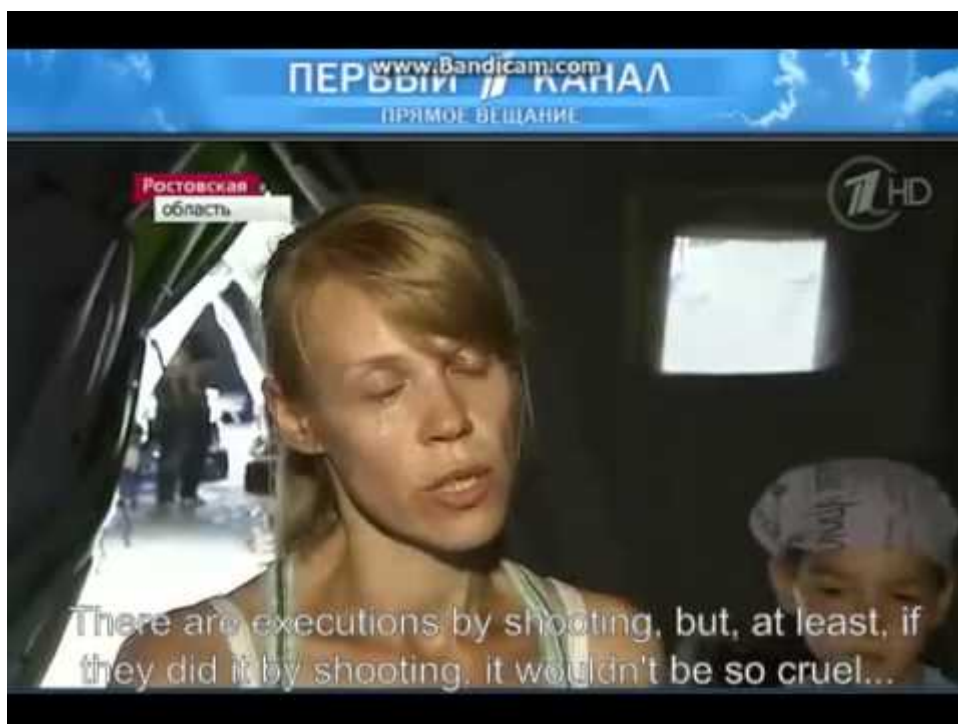 www.Bandicam.com
ПЕРВЫЙ КАНАЛ
ПРЯМОЕ ВЕЩАНИЕ
Ростовская
область
HD
There are executions by shooting, but, at least, if
they did it by shooting, it wouldn't be so cruel...